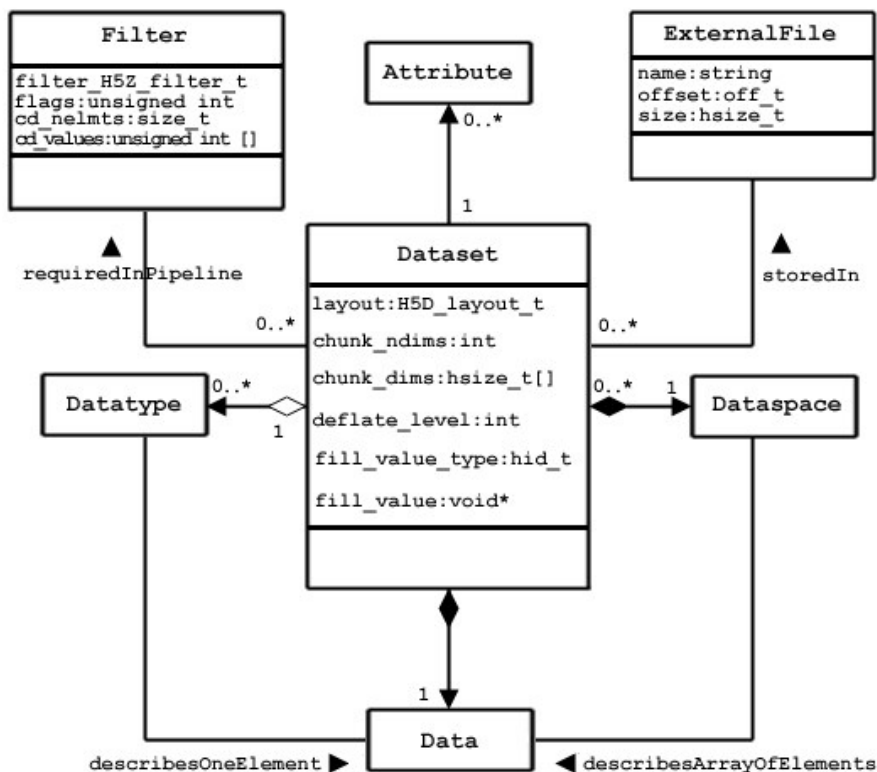 Filter
filter_H5Z_filter_t
flags:unsigned int
cd_nelmts:size_t
cd_values:unsigned int []
Attribute
0..*
1
ExternalFile
name:string
offset:off_t
size:hsize_t
requiredInPipeline
0..*
storedIn
0..*
Dataset
layout:H5D_layout_t
chunk_ndims:int
chunk_dims:hsize_t[]
deflate_level:int
fill_value_type:hid_t
fill_value:void*
Datatype
0..*
1
0..*
1
Dataspace
1
Data
describesOneElement
describesArrayOfElements